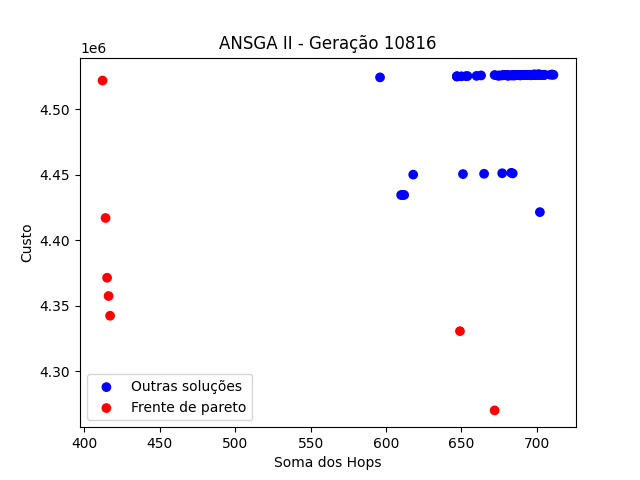 ANSGA II - Geração 10816
1e6
4.50
4.45
4.40
4.35
4.30
Custo
400 450 500 550 600 650 700
Soma dos Hops
Outras soluções
Frente de pareto